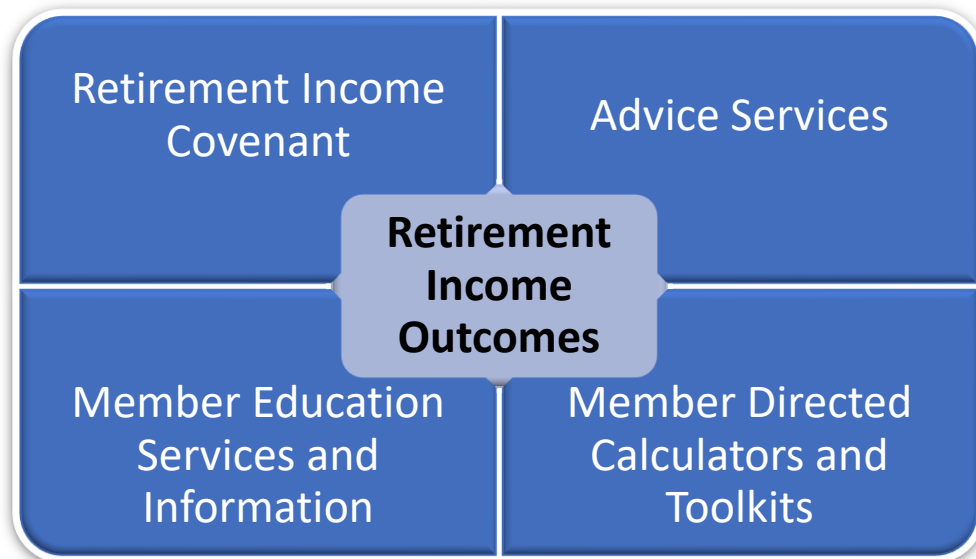 Retirement Income
Covenant
Advice Services
Retirement
Income
Outcomes
Member Education
Services and
Information
Member Directed
Calculators and
Toolkits